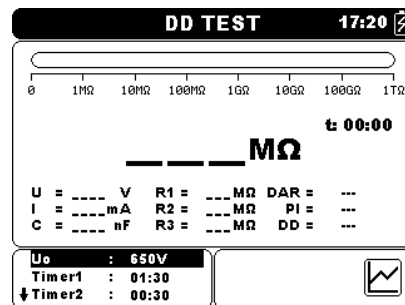 DD TEST 17:20
0 1MΩ 10MΩ 100MΩ 1GΩ 10GΩ 100GΩ 1TΩ
t: 00:00
_ _ _MΩ
U = ____ V R1 = ___MΩ DAR = ---
I = ____mA R2 = ___MΩ PI = ---
C = ____ nF R3 = ___MΩ DD = ---
Uo : 650V
Timer1 : 01:30
Timer2 : 00:30